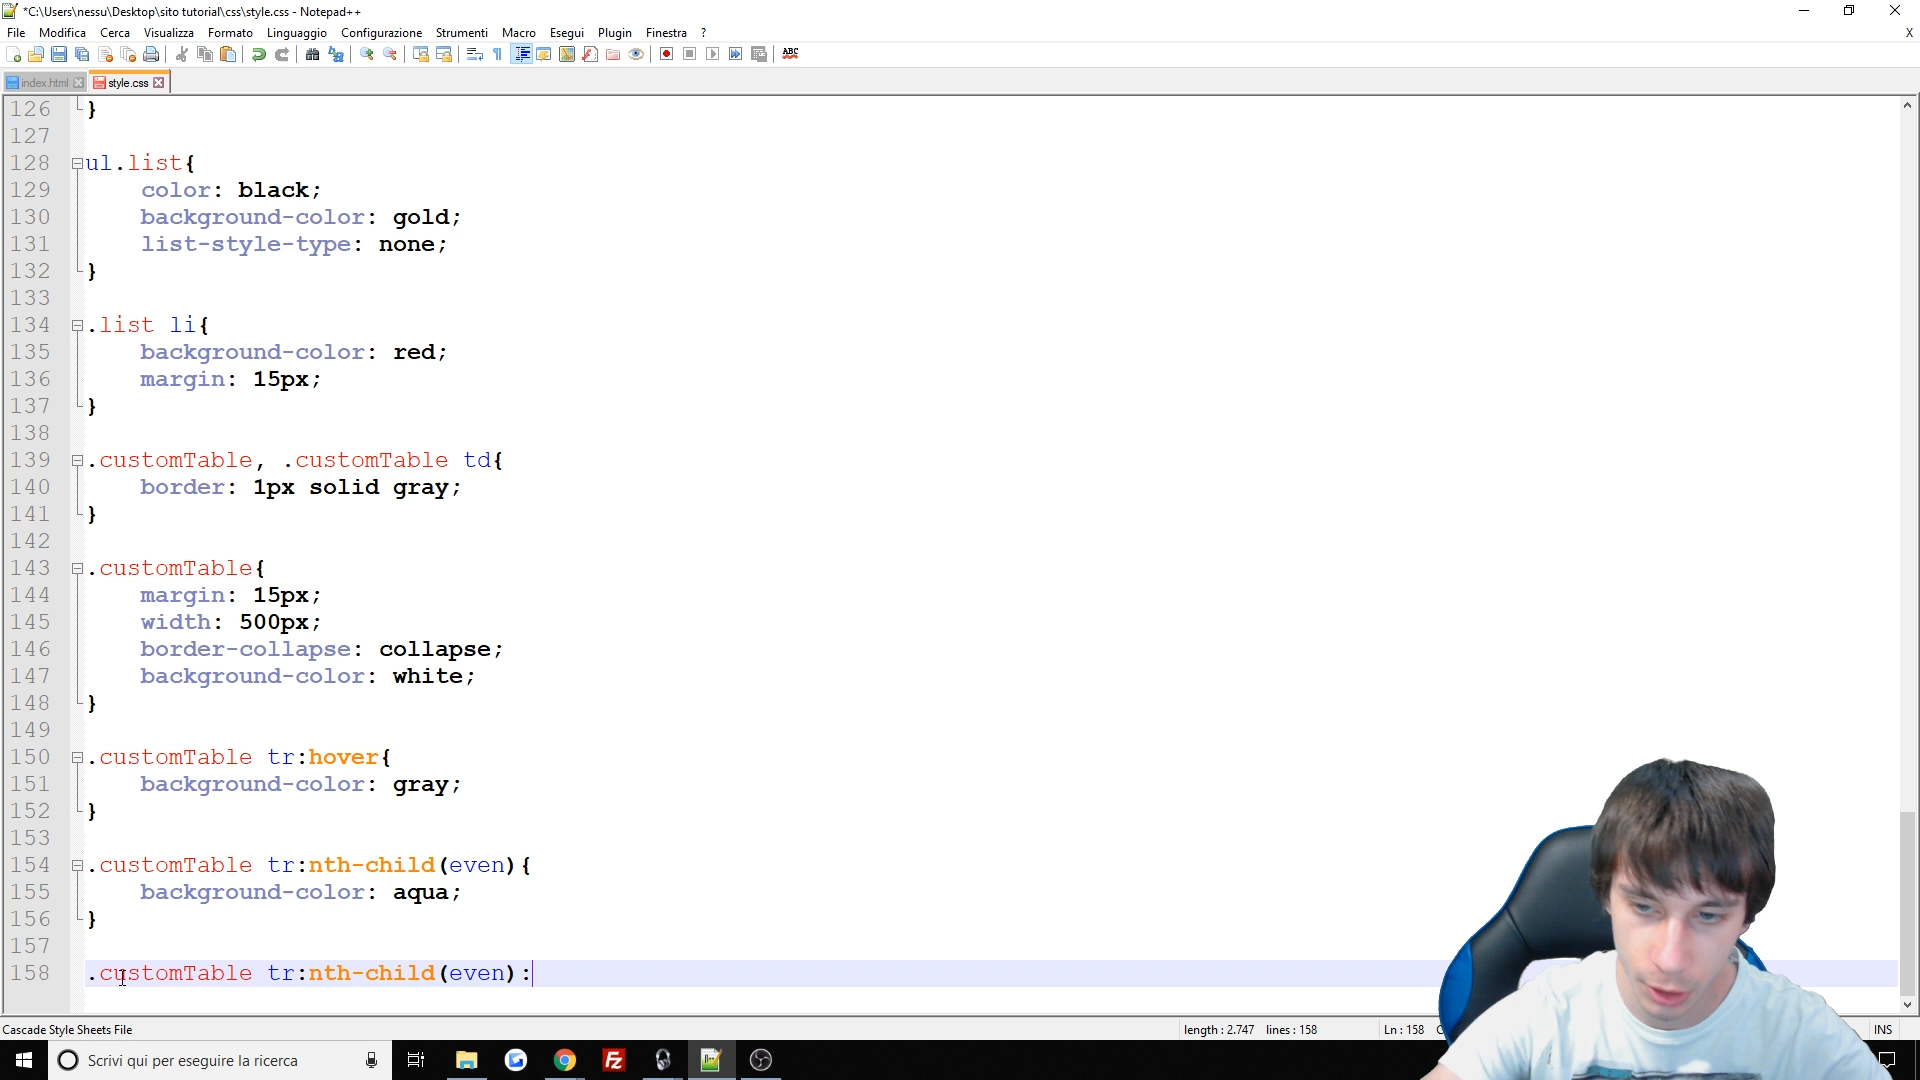 *C:\Users\nessu\Desktop\sito tutorial\css\style.css - Notepad++
File Modifica Cerca Visualizza Formato Linguaggio Configurazione Strumenti Macro Esegui Plugin Finestra ? X
ABC
index.html style.css
126 }
127
128 ul.list{
129 color: black;
130 background-color: gold;
131 list-style-type: none;
132 }
133
134 .list li{
135 background-color: red;
136 margin: 15px;
137 }
138
139 .customTable, .customTable td{
140 border: 1px solid gray;
141 }
142
143 .customTable{
144 margin: 15px;
145 width: 500px;
146 border-collapse: collapse;
147 background-color: white;
148 }
149
150 .customTable tr:hover{
151 background-color: gray;
152 }
153
154 .customTable tr:nth-child(even){
155 background-color: aqua;
156 }
157
158 .customTable tr:nth-child(even):
Cascade Style Sheets File length : 2.747 lines : 158 Ln : 158 INS
Scrivi qui per eseguire la ricerca